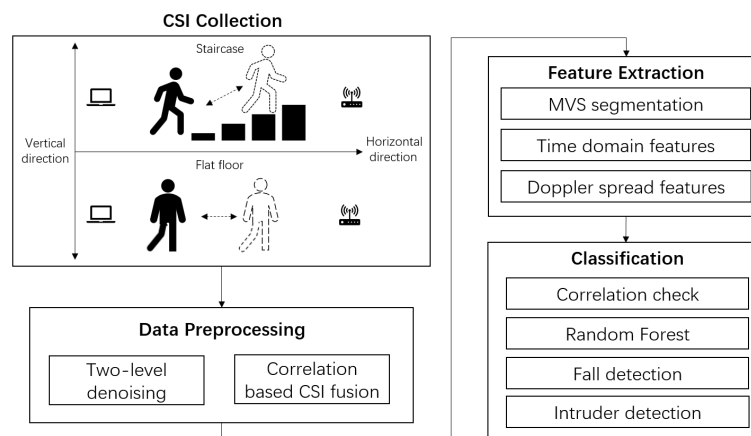 CSI Collection
Staircase
Vertical
direction
Horizontal
direction
Flat floor
Data Preprocessing
Two-level
denoising
Correlation
based CSI fusion
Feature Extraction
MVS segmentation
Time domain features
Doppler spread features
Classification
Correlation check
Random Forest
Fall detection
Intruder detection